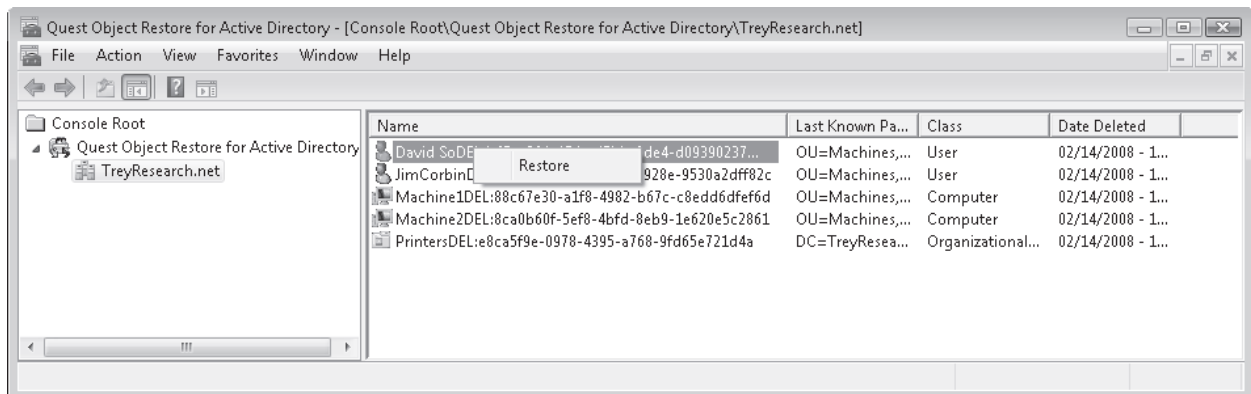 Quest Object Restore for Active Directory - [Console Root\Quest Object Restore for Active Directory\TreyResearch.net]
File Action View Favorites Window Help
Console Root
Quest Object Restore for Active Directory
TreyResearch.net
Name Last Known Pa... Class Date Deleted
David SoDEL de4-d09390237... OU=Machines,... User 02/14/2008 - 1...
Restore
JimCorbinD 928e-9530a2dff82c OU=Machines,... User 02/14/2008 - 1...
Machine1DEL:88c67e30-a1f8-4982-b67c-c8edd6dfef6d OU=Machines,... Computer 02/14/2008 - 1...
Machine2DEL:8ca0b60f-5ef8-4bfd-8eb9-1e620e5c2861 OU=Machines,... Computer 02/14/2008 - 1...
PrintersDEL:e8ca5f9e-0978-4395-a768-9fd65e721d4a DC=TreyResea... Organizational... 02/14/2008 - 1...